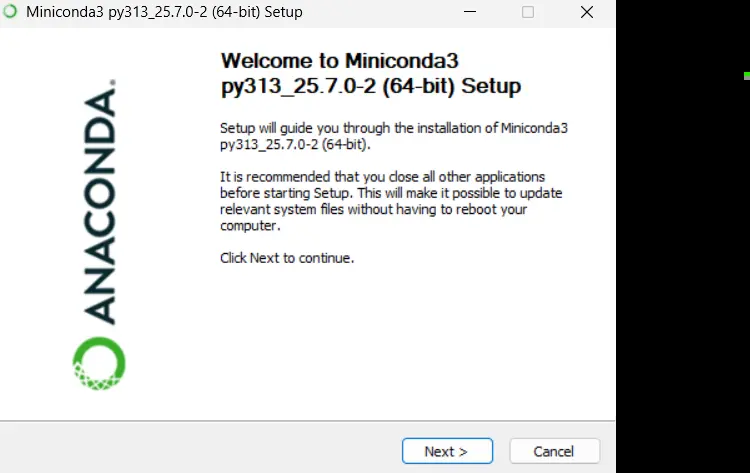 Miniconda3 py313_25.7.0-2 (64-bit) Setup
Welcome to Miniconda3
py313_25.7.0-2 (64-bit) Setup
Setup will guide you through the installation of Miniconda3
py313_25.7.0-2 (64-bit).
It is recommended that you close all other applications
before starting Setup. This will make it possible to update
relevant system files without having to reboot your
computer.
Click Next to continue.
ANACONDA.
Next >
Cancel